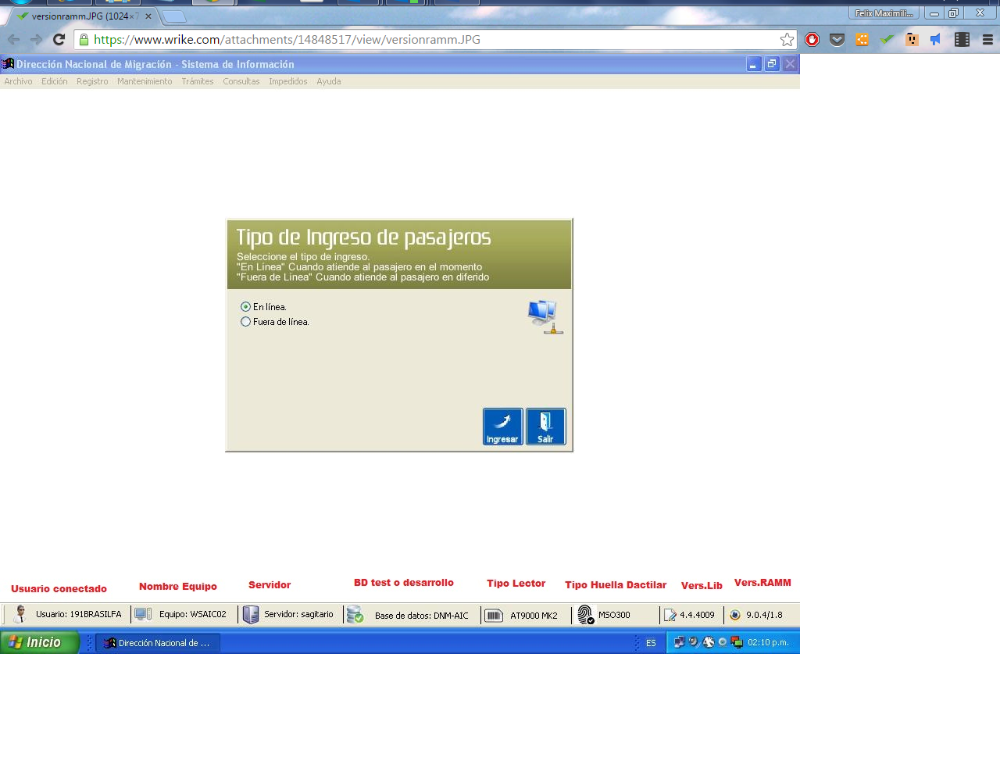 versionramm.JPG (1024×7
Felix Maximili...
https://www.wrike.com/attachments/14848517/view/versionramm.JPG
Dirección Nacional de Migración - Sistema de Información
Archivo Edición Registro Mantenimiento Trámites Consultas Impedidos Ayuda
Tipo de Ingreso de pasajeros
Seleccione el tipo de ingreso.
"En Línea" Cuando atiende al pasajero en el momento
"Fuera de Línea" Cuando atiende al pasajero en diferido
En línea.
Fuera de línea.
Ingresar Salir
Usuario conectado Nombre Equipo Servidor BD test o desarrollo Tipo Lector Tipo Huella Dactilar Vers.Lib Vers.RAMM
Usuario: 191BRASILFA Equipo: WSAIC02 Servidor: sagitario Base de datos: DNM-AIC AT9000 MK2 MSO300 4.4.4009 9.0.4/1.8
Inicio Dirección Nacional de ... ES 02:10 p.m.